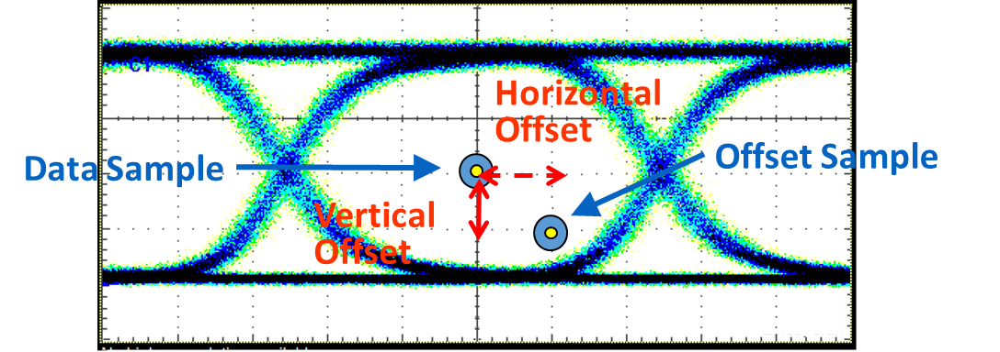 C1
Horizontal
Offset
Data Sample
Offset Sample
Vertical
Offset